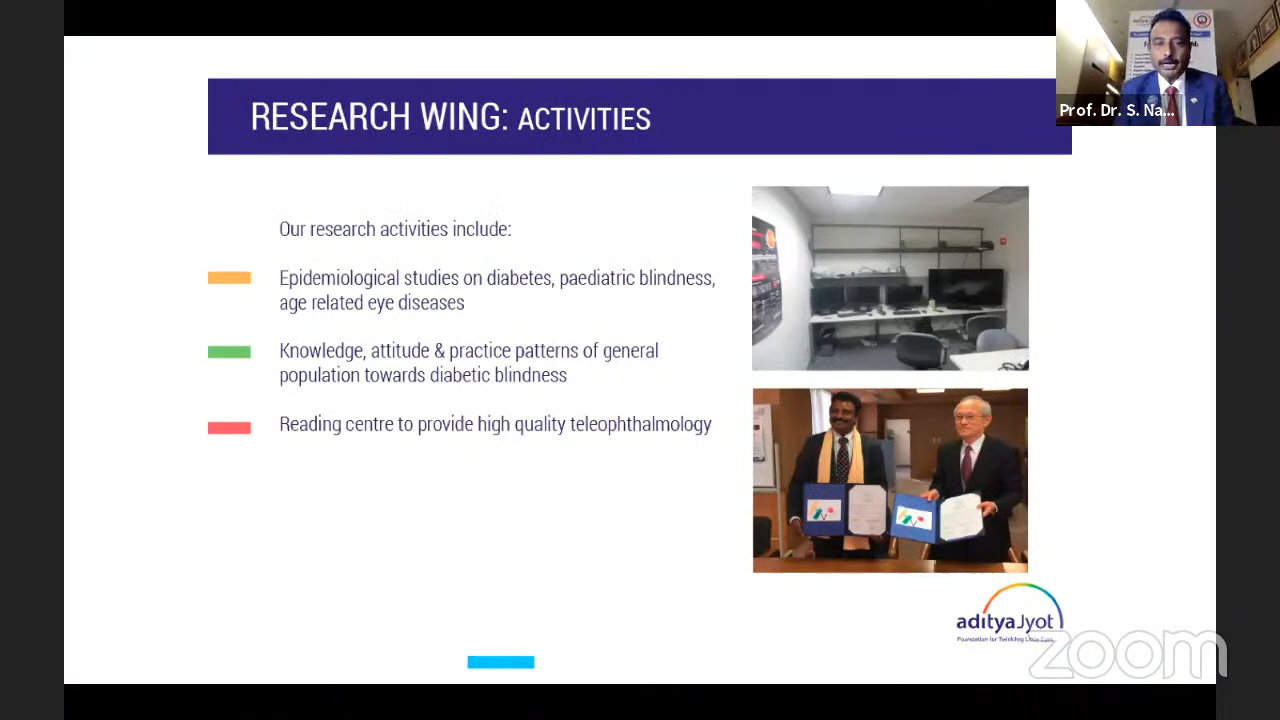 Prof. Dr. S. Na...
RESEARCH WING: ACTIVITIES
Our research activities include:
Epidemiological studies on diabetes, paediatric blindness,
age related eye diseases
Knowledge, attitude & practice patterns of general
population towards diabetic blindness
Reading centre to provide high quality teleophthalmology
adityaJyot
Foundation for Twinkling Little Eyes
zoom